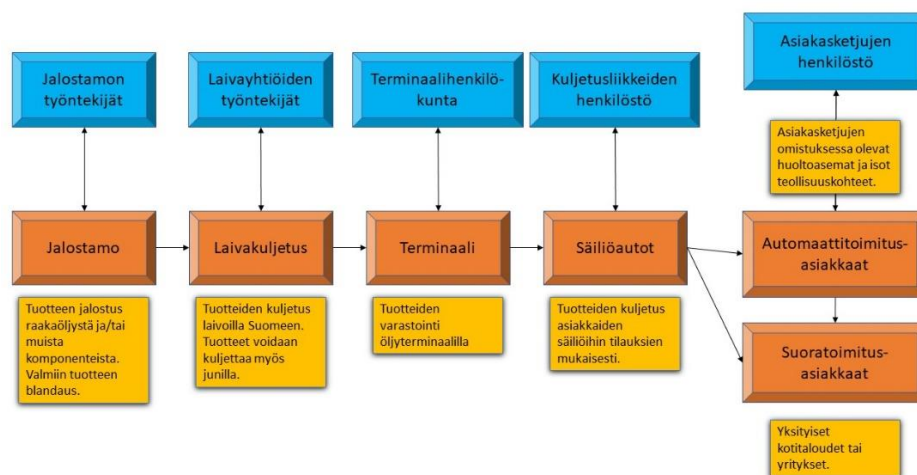 Jalostamon
työntekijät
Laivayhtiöiden
työntekijät
Terminaalihenkilö-
kunta
Kuljetusliikkeiden
henkilöstö
Asiakasketjujen
henkilöstö
Asiakasketjujen
omistuksessa olevat
huoltoasemat ja isot
teollisuuskohteet.
Jalostamo
Laivakuljetus
Terminaali
Säiliöautot
Automaattitoimitus-
asiakkaat
Tuotteen jalostus
raakaöljystä ja/tai
muista
komponenteista.
Valmiin tuotteen
blandaus.
Tuotteiden kuljetus
laivoilla Suomeen.
Tuotteet voidaan
kuljettaa myös
junilla.
Tuotteiden
varastointi
öljyterminaalilla
Tuotteiden kuljetus
asiakkaiden
säiliöihin tilauksien
mukaisesti.
Suoratoimitus-
asiakkaat
Yksityiset
kotitaloudet tai
yritykset.